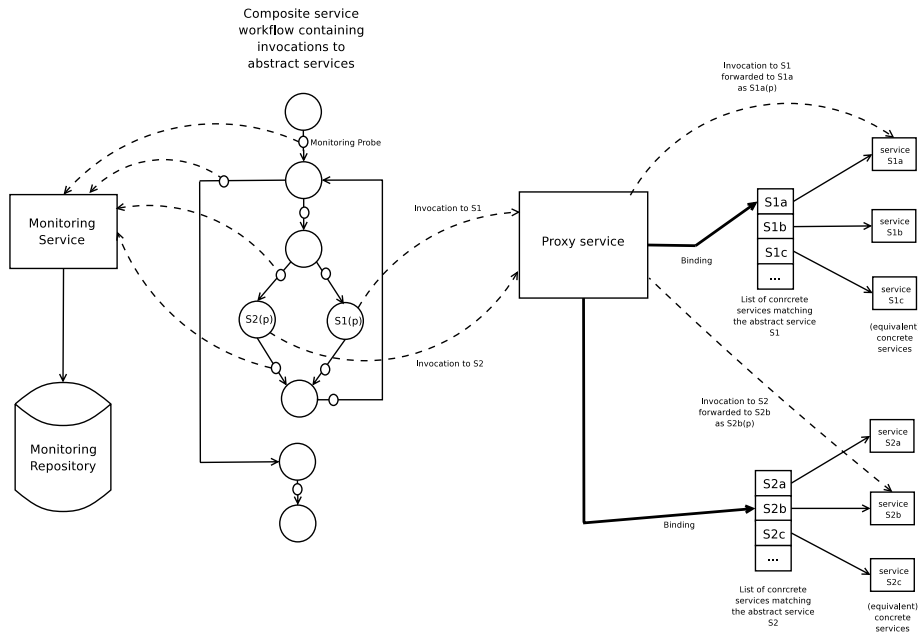 Composite service
workflow containing
invocations to
abstract services
Monitoring Probe
Monitoring
Service
Monitoring
Repository
S2(p)
S1(p)
Invocation to S1
Invocation to S2
Proxy service
Invocation to S1
forwarded to S1a
as S1a(p)
Binding
S1a
S1b
S1c
...
List of conrcrete
services matching
the abstract service
S1
service
S1a
service
S1b
service
S1c
(equivalent
concrete
services)
Invocation to S2
forwarded to S2b
as S2b(p)
Binding
S2a
S2b
S2c
...
List of conrcrete
services matching
the abstract service
S2
service
S2a
service
S2b
service
S2c
(equivalent)
concrete
services